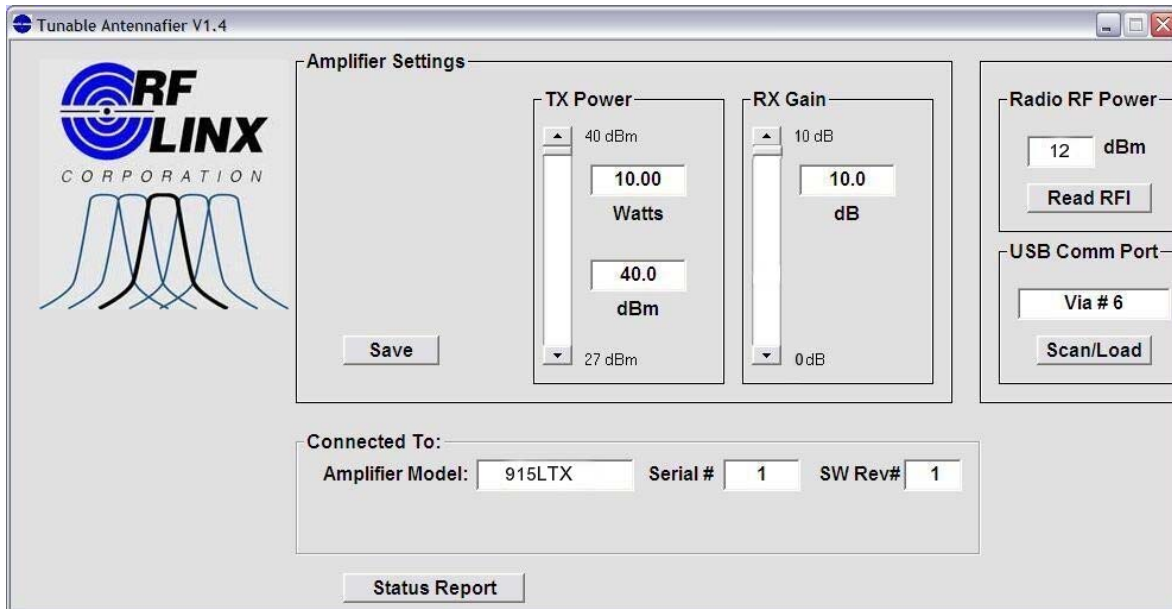 Tunable Antennafier V1.4
RF
LINX
CORPORATION
Amplifier Settings
TX Power
40 dBm
10.00
Watts
40.0
dBm
27 dBm
RX Gain
10 dB
10.0
dB
0 dB
Save
Radio RF Power
12 dBm
Read RFI
USB Comm Port
Via # 6
Scan/Load
Connected To:
Amplifier Model: 915LTX Serial # 1 SW Rev# 1
Status Report